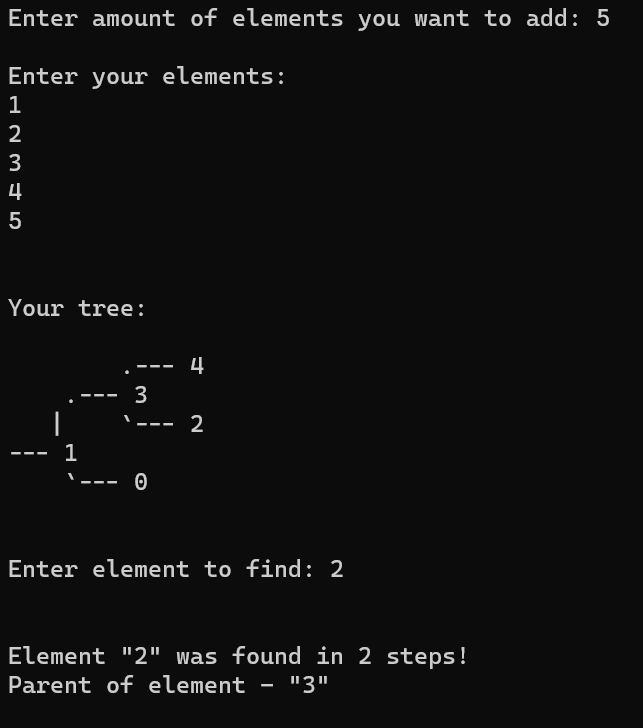 Enter amount of elements you want to add: 5

Enter your elements:
1
2
3
4
5


Your tree:

        .--- 4
    .--- 3
   |    `--- 2
--- 1
    `--- 0


Enter element to find: 2


Element "2" was found in 2 steps!
Parent of element - "3"